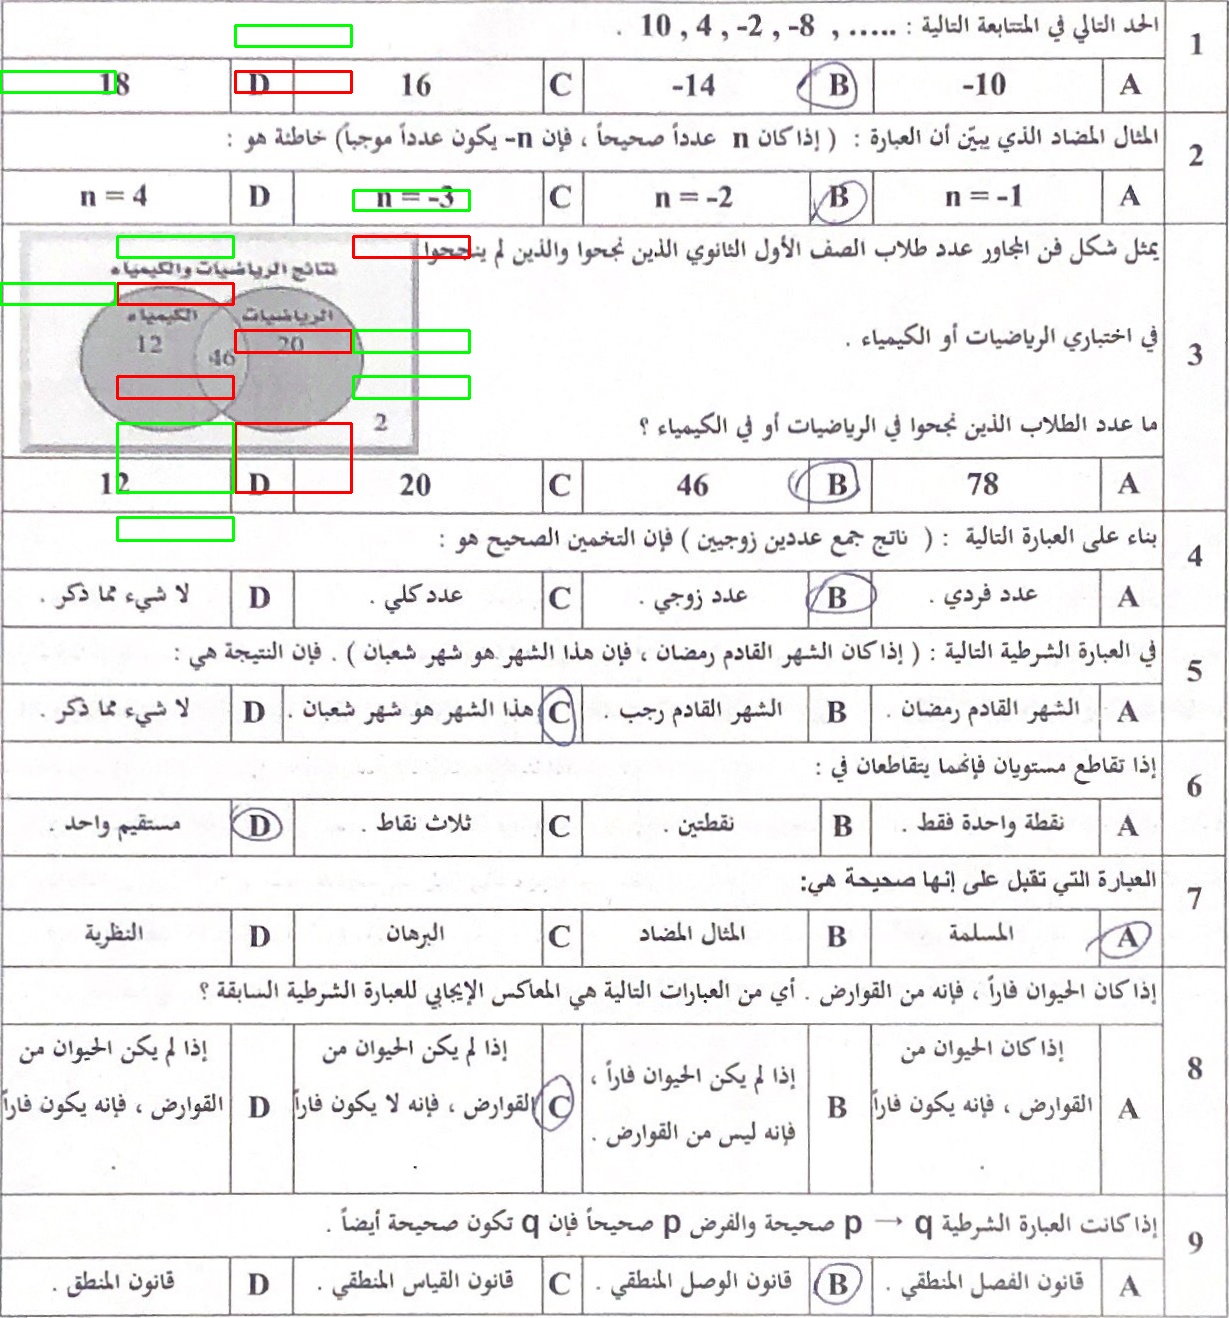 1 الحد التالي في المتتابعة التالية : 10 , 4 , -2 , -8 , ..... .
A -10 B -14 C 16 D 18
2 المثال المضاد الذي يبيّن أن العبارة : ( إذا كان n عدداً صحيحاً ، فإن n- يكون عدداً موجباً) خاطئة هو :
A n = -1 B n = -2 C n = -3 D n = 4
3 يمثل شكل فن المجاور عدد طلاب الصف الأول الثانوي الذين نجحوا والذين لم ينجحوا
في اختباري الرياضيات أو الكيمياء .
ما عدد الطلاب الذين نجحوا في الرياضيات أو في الكيمياء ؟
نتائج الرياضيات والكيمياء
الرياضيات الكيمياء
20 46 12
2
A 78 B 46 C 20 D 12
4 بناء على العبارة التالية : ( ناتج جمع عددين زوجيين ) فإن التخمين الصحيح هو :
A عدد فردي . B عدد زوجي . C عدد كلي . D لا شيء مما ذكر .
5 في العبارة الشرطية التالية : ( إذا كان الشهر القادم رمضان ، فإن هذا الشهر هو شهر شعبان ) . فإن النتيجة هي :
A الشهر القادم رمضان . B الشهر القادم رجب . C هذا الشهر هو شهر شعبان . D لا شيء مما ذكر .
6 إذا تقاطع مستويان فإنهما يتقاطعان في :
A نقطة واحدة فقط . B نقطتين . C ثلاث نقاط . D مستقيم واحد .
7 العبارة التي تقبل على إنها صحيحة هي:
A المسلمة B المثال المضاد C البرهان D النظرية
8 إذا كان الحيوان فاراً ، فإنه من القوارض . أي من العبارات التالية هي المعاكس الإيجابي للعبارة الشرطية السابقة ؟
A إذا كان الحيوان من القوارض ، فإنه يكون فاراً .
B إذا لم يكن الحيوان فاراً ، فإنه ليس من القوارض .
C إذا لم يكن الحيوان من القوارض ، فإنه لا يكون فاراً .
D إذا لم يكن الحيوان من القوارض ، فإنه يكون فاراً .
9 إذا كانت العبارة الشرطية p → q صحيحة والفرض p صحيحاً فإن q تكون صحيحة أيضاً .
A قانون الفصل المنطقي . B قانون الوصل المنطقي . C قانون القياس المنطقي . D قانون المنطق .